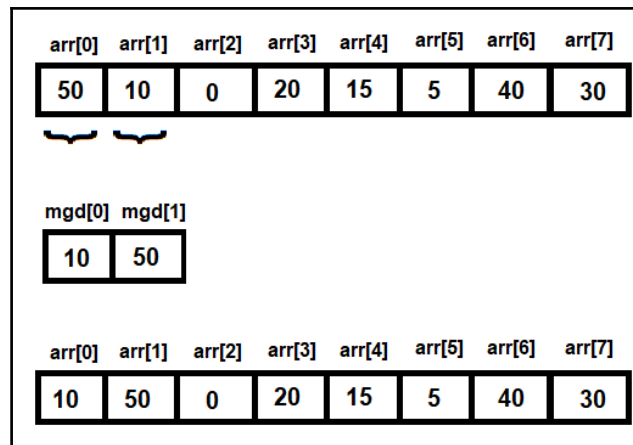 arr[0] arr[1] arr[2] arr[3] arr[4] arr[5] arr[6] arr[7]
50 10 0 20 15 5 40 30
mgd[0] mgd[1]
10 50
arr[0] arr[1] arr[2] arr[3] arr[4] arr[5] arr[6] arr[7]
10 50 0 20 15 5 40 30